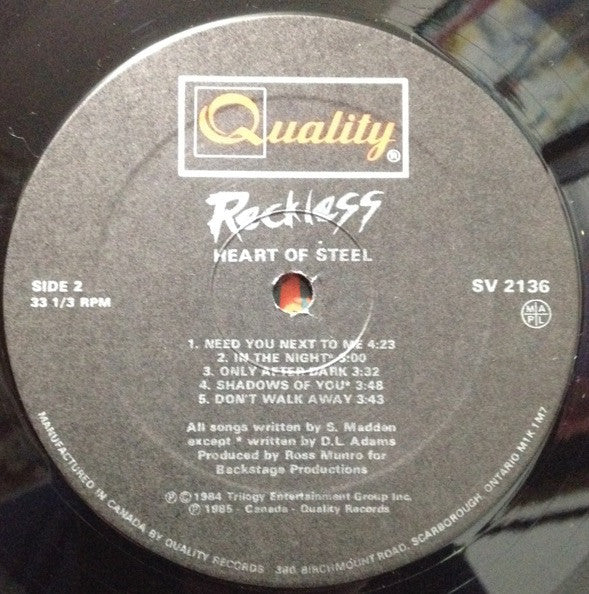 Quality®
Reckless
HEART OF STEEL
SIDE 2
33 1/3 RPM
SV 2136
M A P L
1. NEED YOU NEXT TO ME 4:23
2. IN THE NIGHT* 5:00
3. ONLY AFTER DARK 3:32
4. SHADOWS OF YOU* 3:48
5. DON'T WALK AWAY 3:43
All songs written by S. Madden
except * written by D.L. Adams
Produced by Ross Munro for
Backstage Productions
Ⓟ©1984 Trilogy Entertainment Group Inc.
Ⓟ1985 - Canada - Quality Records
MANUFACTURED IN CANADA BY QUALITY RECORDS 380, BIRCHMOUNT ROAD, SCARBOROUGH, ONTARIO M1K 1M7